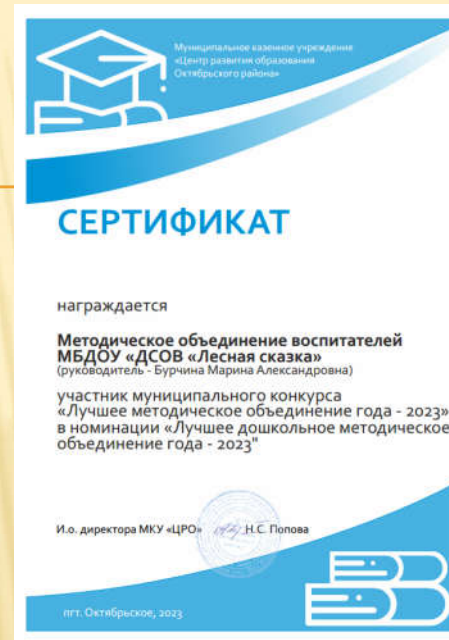 Муниципальное казенное учреждение
«Центр развития образования
Октябрьского района»
СЕРТИФИКАТ
награждается
Методическое объединение воспитателей
МБДОУ «ДСОВ «Лесная сказка»
(руководитель - Бурчина Марина Александровна)
участник муниципального конкурса
«Лучшее методическое объединение года - 2023»
в номинации «Лучшее дошкольное методическое
объединение года - 2023"
И.о. директора МКУ «ЦРО» Н.С. Попова
пгт. Октябрьское, 2023